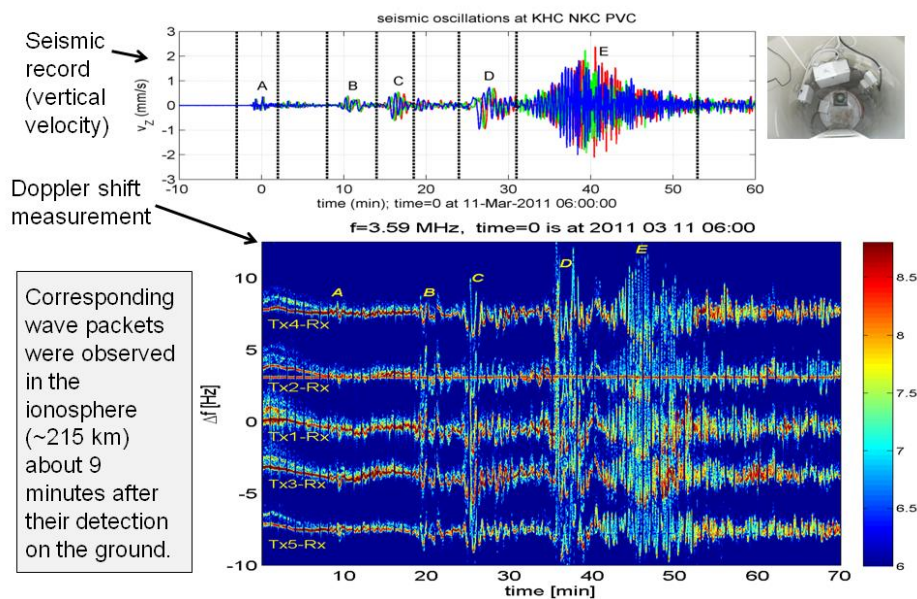 seismic oscillations at KHC NKC PVC
Seismic
record
(vertical
velocity)
3
2
1
0
-1
-2
-3
v_Z (mm/s)
A
B
C
D
E
-10
0
10
20
30
40
50
60
time (min); time=0 at 11-Mar-2011 06:00:00
Doppler shift
measurement
f=3.59 MHz, time=0 is at 2011 03 11 06:00
10
5
0
-5
-10
Δf [Hz]
A
B
C
D
E
Tx4-Rx
Tx2-Rx
Tx1-Rx
Tx3-Rx
Tx5-Rx
10
20
30
40
50
60
70
time [min]
8.5
8
7.5
7
6.5
6
Corresponding
wave packets
were observed
in the
ionosphere
(~215 km)
about 9
minutes after
their detection
on the ground.